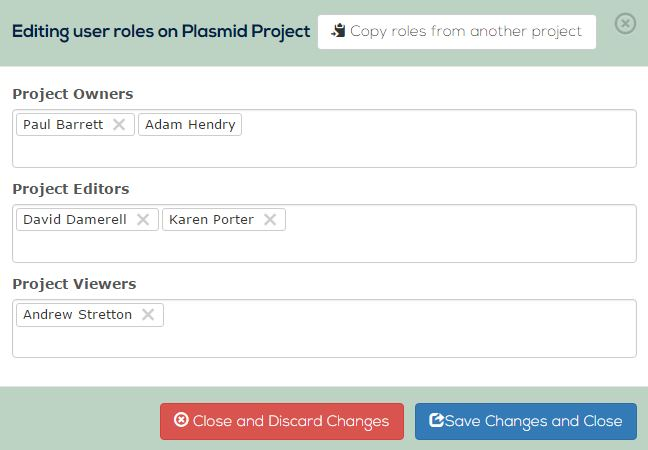 Editing user roles on Plasmid Project Copy roles from another project
Project Owners
Paul Barrett Adam Hendry
Project Editors
David Damerell Karen Porter
Project Viewers
Andrew Stretton
Close and Discard Changes Save Changes and Close